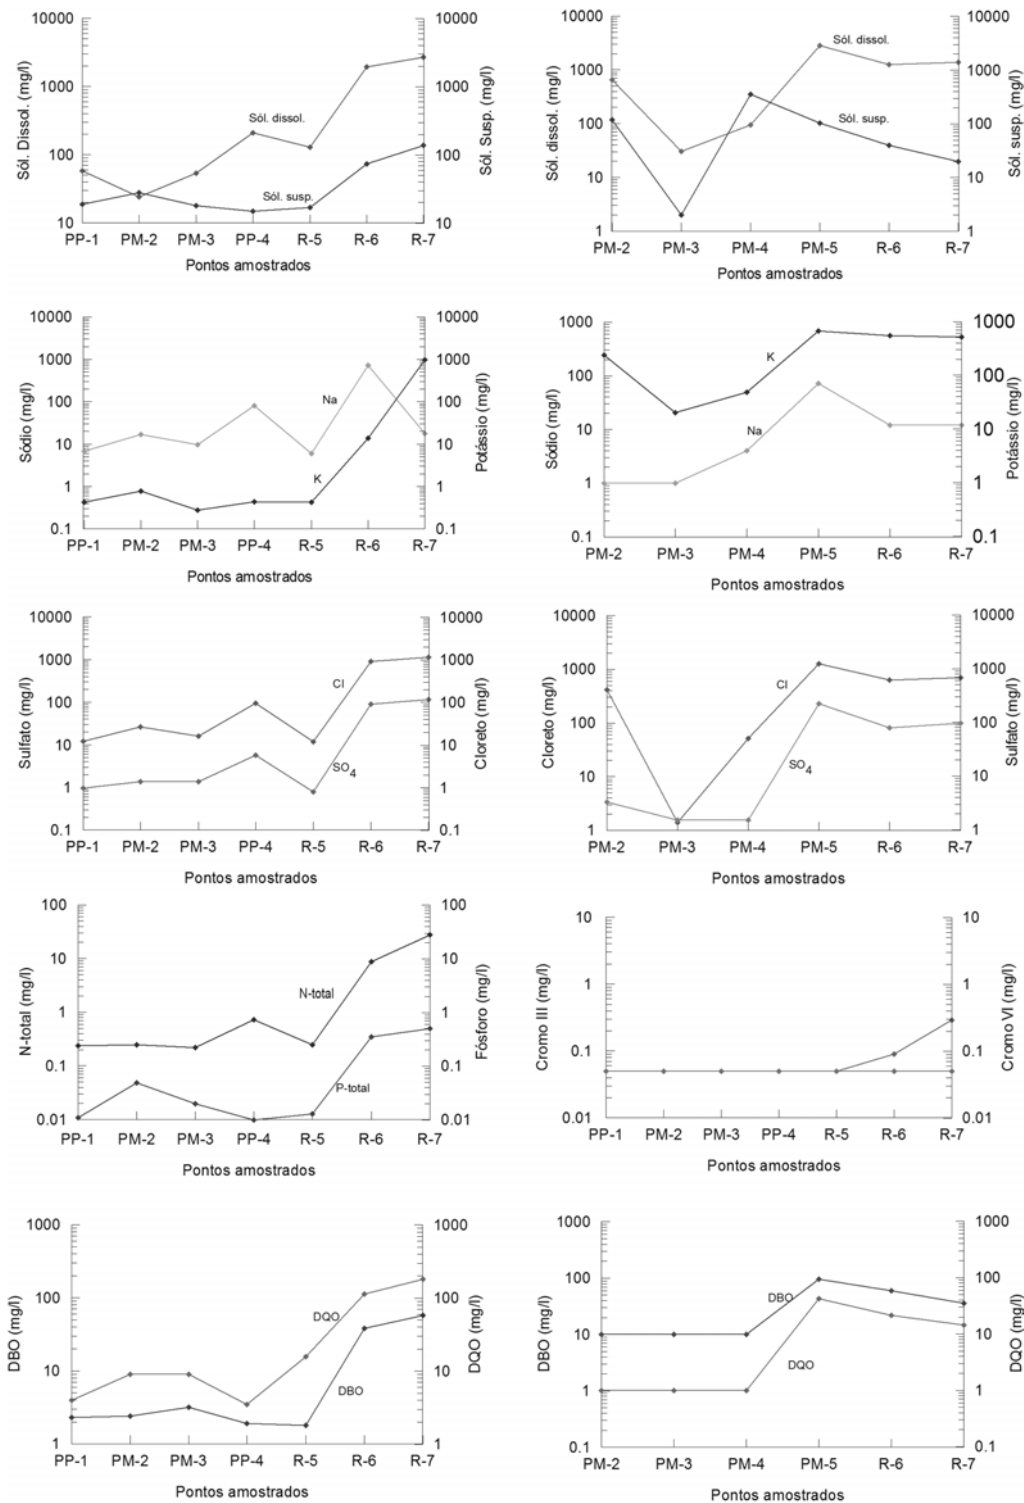 10000
1000
100
10
Sól. Dissol. (mg/l)
10000
1000
100
10
Sól. Susp. (mg/l)
Sól. dissol.
Sól. susp.
PP-1 PM-2 PM-3 PP-4 R-5 R-6 R-7
Pontos amostrados
10000
1000
100
10
1
Sól. dissol. (mg/l)
10000
1000
100
10
1
Sól. susp. (mg/l)
Sól. dissol.
Sól. susp.
PM-2 PM-3 PM-4 PM-5 R-6 R-7
Pontos amostrados
10000
1000
100
10
1
0.1
Sódio (mg/l)
10000
1000
100
10
1
0.1
Potássio (mg/l)
Na
K
PP-1 PM-2 PM-3 PP-4 R-5 R-6 R-7
Pontos amostrados
1000
100
10
1
0.1
Sódio (mg/l)
1000
100
10
1
0.1
Potássio (mg/l)
K
Na
PM-2 PM-3 PM-4 PM-5 R-6 R-7
Pontos amostrados
10000
1000
100
10
1
0.1
Sulfato (mg/l)
10000
1000
100
10
1
0.1
Cloreto (mg/l)
Cl
SO4
PP-1 PM-2 PM-3 PP-4 R-5 R-6 R-7
Pontos amostrados
10000
1000
100
10
1
Cloreto (mg/l)
10000
1000
100
10
1
Sulfato (mg/l)
Cl
SO4
PM-2 PM-3 PM-4 PM-5 R-6 R-7
Pontos amostrados
100
10
1
0.1
0.01
N-total (mg/l)
100
10
1
0.1
0.01
Fósforo (mg/l)
N-total
P-total
PP-1 PM-2 PM-3 PP-4 R-5 R-6 R-7
Pontos amostrados
10
1
0.1
0.01
Cromo III (mg/l)
10
1
0.1
0.01
Cromo VI (mg/l)
PP-1 PM-2 PM-3 PP-4 R-5 R-6 R-7
Pontos amostrados
1000
100
10
1
DBO (mg/l)
1000
100
10
1
DQO (mg/l)
DQO
DBO
PP-1 PM-2 PM-3 PP-4 R-5 R-6 R-7
Pontos amostrados
1000
100
10
1
0.1
DBO (mg/l)
1000
100
10
1
0.1
DQO (mg/l)
DBO
DQO
PM-2 PM-3 PM-4 PM-5 R-6 R-7
Pontos amostrados